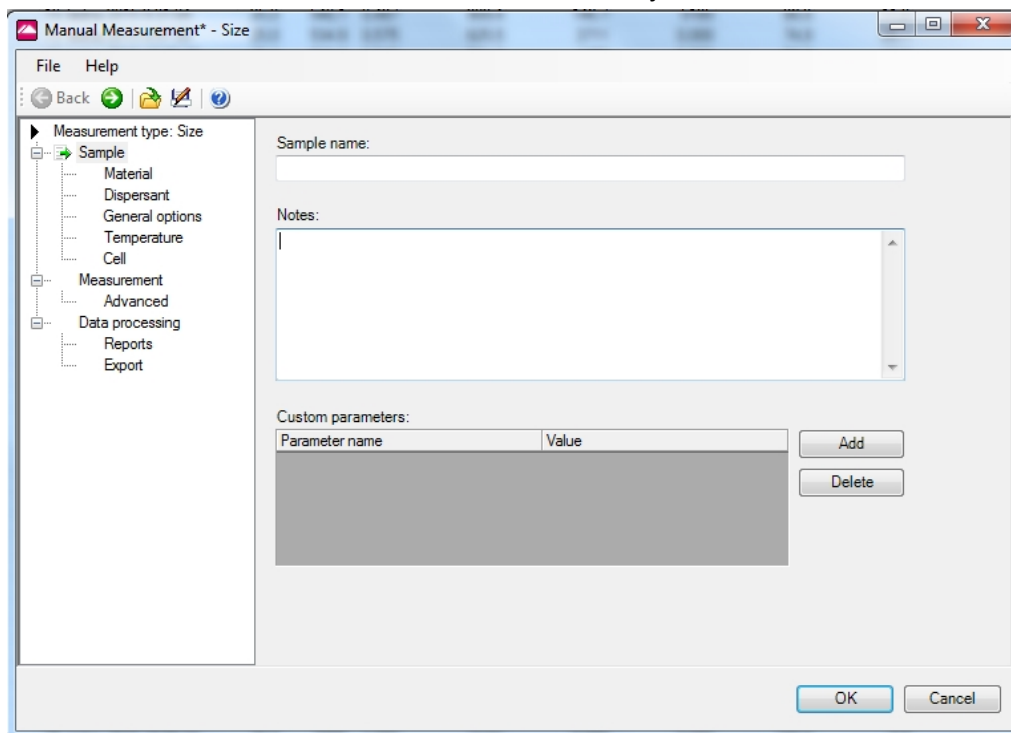 Manual Measurement* - Size
File Help
Back
Measurement type: Size
Sample
Material
Dispersant
General options
Temperature
Cell
Measurement
Advanced
Data processing
Reports
Export
Sample name:
Notes:
Custom parameters:
Parameter name Value
Add
Delete
OK Cancel